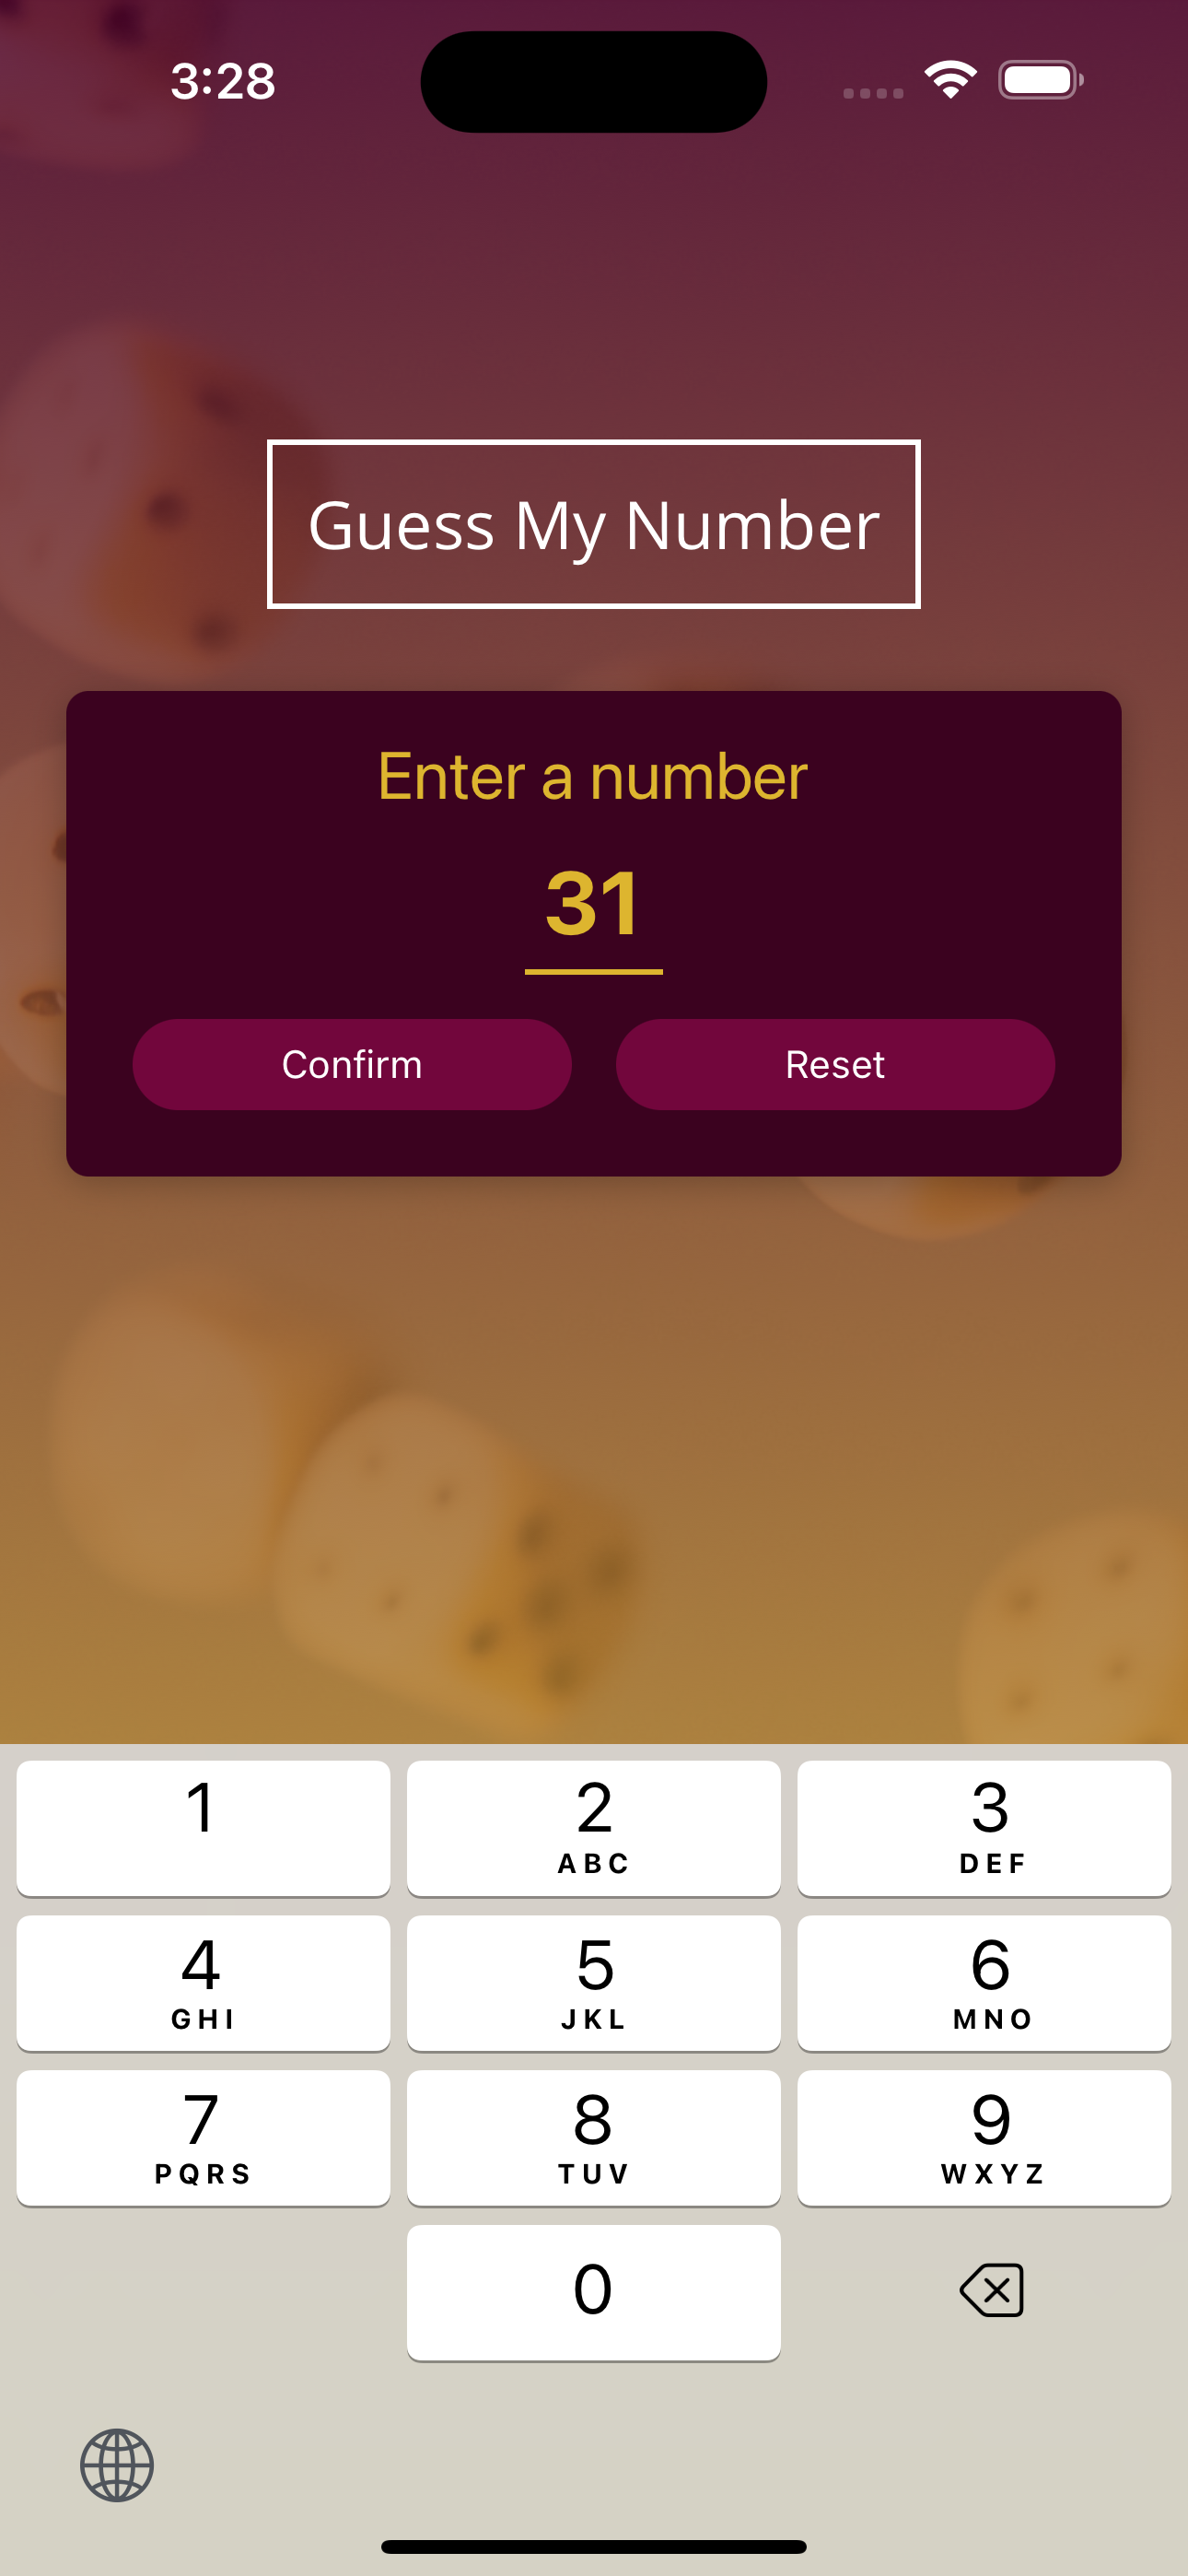 3:28
Guess My Number
Enter a number
31
Confirm Reset
1 2 3
ABC DEF
4 5 6
GHI JKL MNO
7 8 9
PQRS TUV WXYZ
0